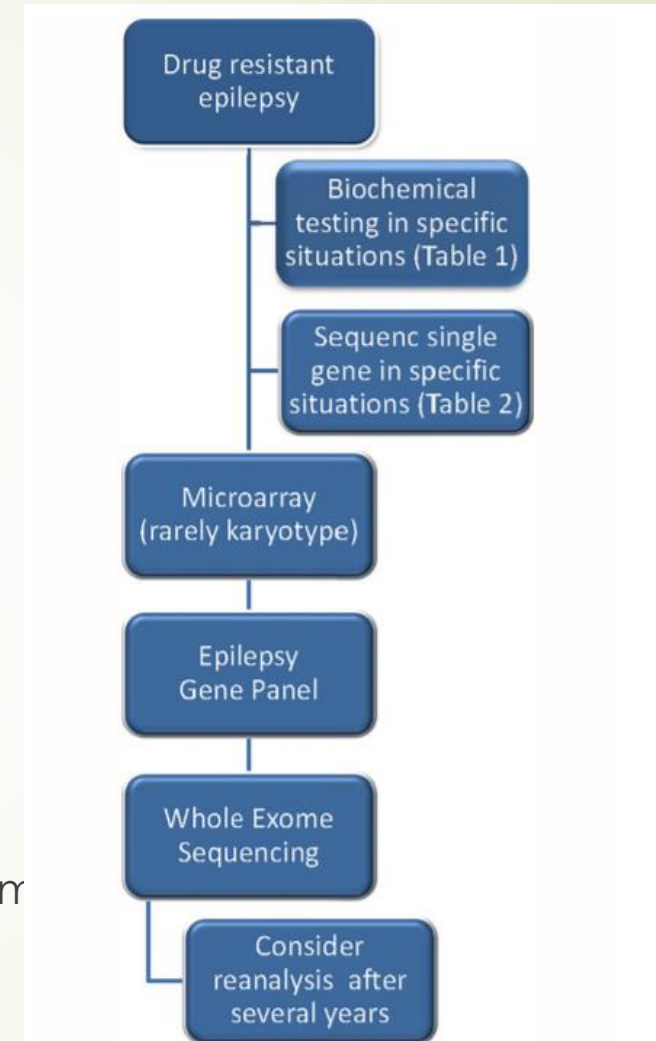 Drug resistant
epilepsy
Biochemical
testing in specific
situations (Table 1)
Sequenc single
gene in specific
situations (Table 2)
Microarray
(rarely karyotype)
Epilepsy
Gene Panel
Whole Exome
Sequencing
Consider
reanalysis after
several years